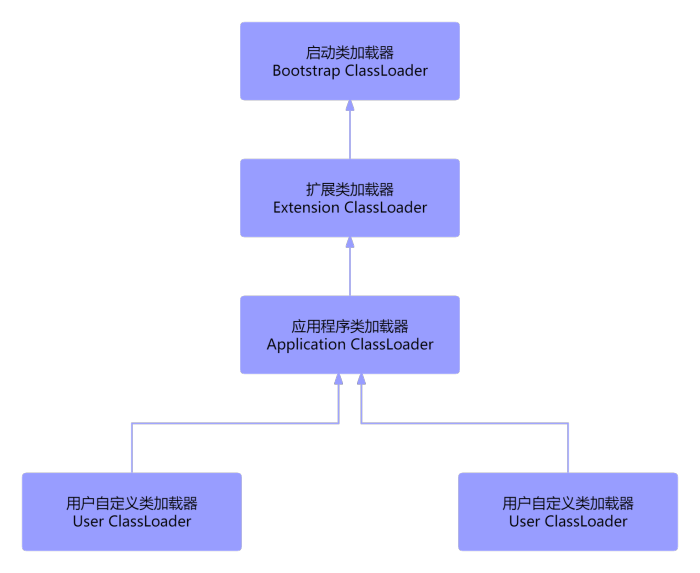 启动类加载器
Bootstrap ClassLoader
扩展类加载器
Extension ClassLoader
应用程序类加载器
Application ClassLoader
用户自定义类加载器
User ClassLoader
用户自定义类加载器
User ClassLoader